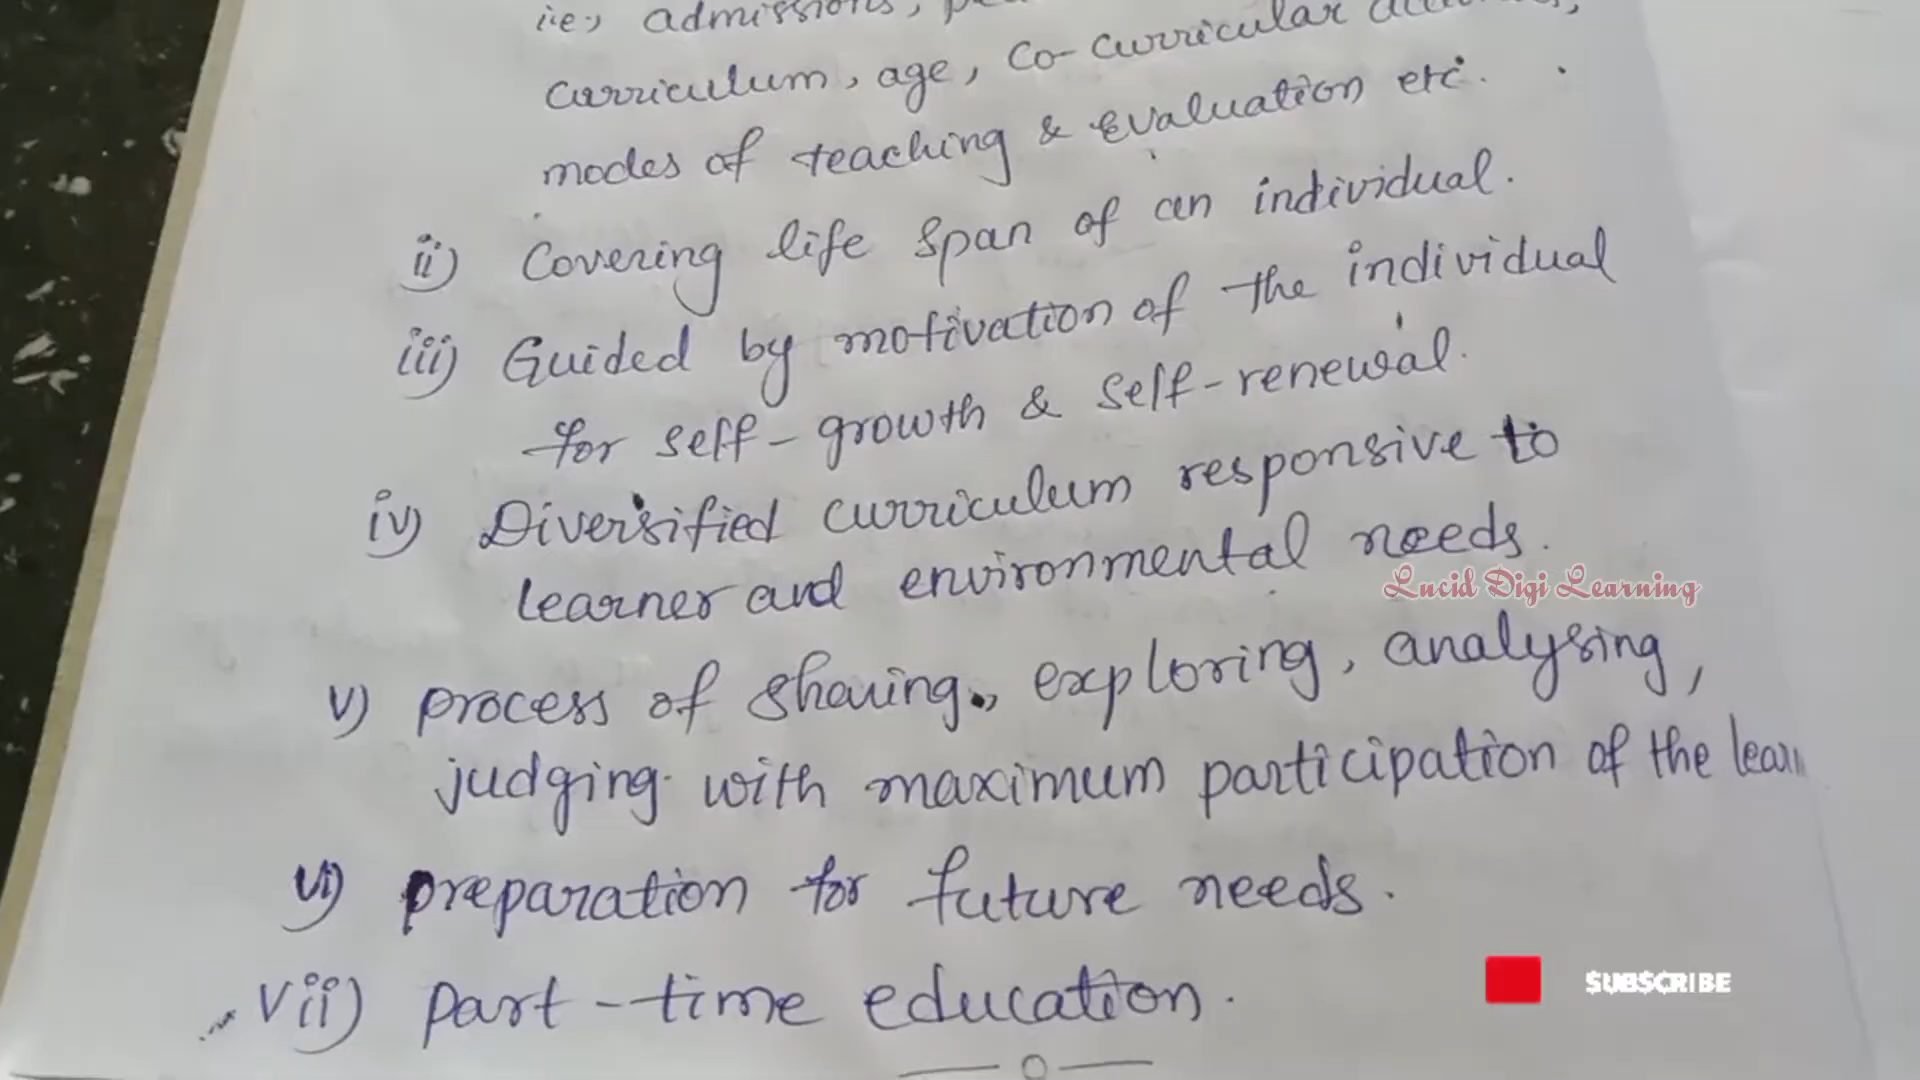 i.e., admissions,
curriculum, age, co-curricular
modes of teaching & evaluation etc.
ii) Covering life span of an individual.
iii) Guided by motivation of the individual
for self-growth & self-renewal.
iv) Diversified curriculum responsive to
learner and environmental needs.
Lucid Digi Learning
v) process of sharing, exploring, analysing,
judging with maximum participation of the
vi) preparation for future needs.
vii) part-time education.
SUBSCRIBE